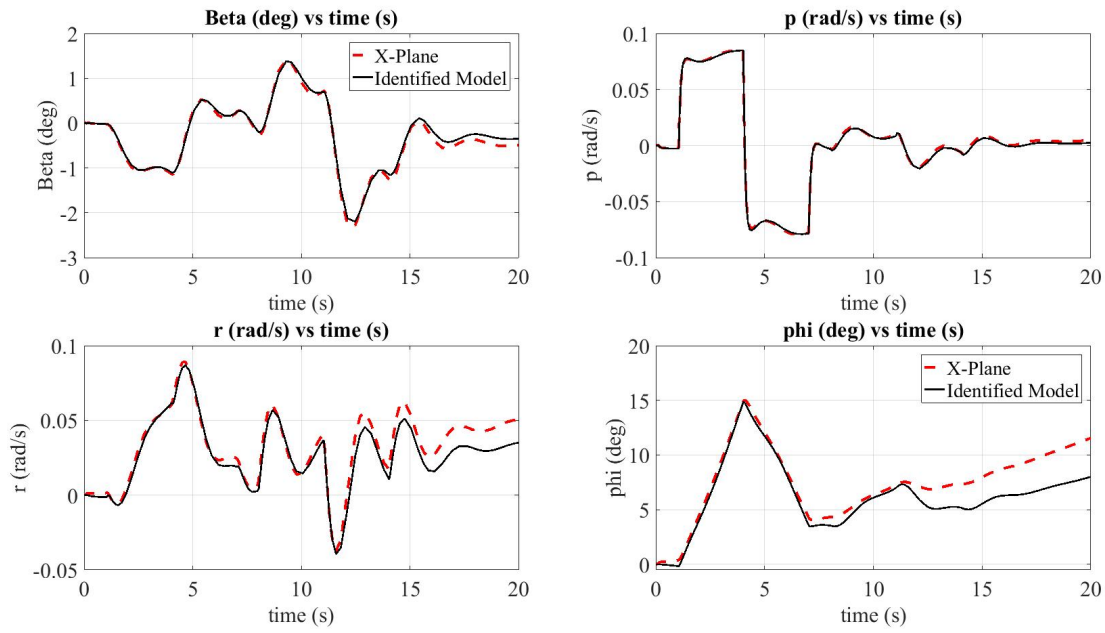 Beta (deg) vs time (s)
2
1
0
-1
-2
-3
Beta (deg)
X-Plane
Identified Model
0
5
10
15
20
time (s)
p (rad/s) vs time (s)
0.1
0.05
0
-0.05
-0.1
p (rad/s)
0
5
10
15
20
time (s)
r (rad/s) vs time (s)
0.1
0.05
0
-0.05
r (rad/s)
0
5
10
15
20
time (s)
phi (deg) vs time (s)
20
15
10
5
0
phi (deg)
X-Plane
Identified Model
0
5
10
15
20
time (s)